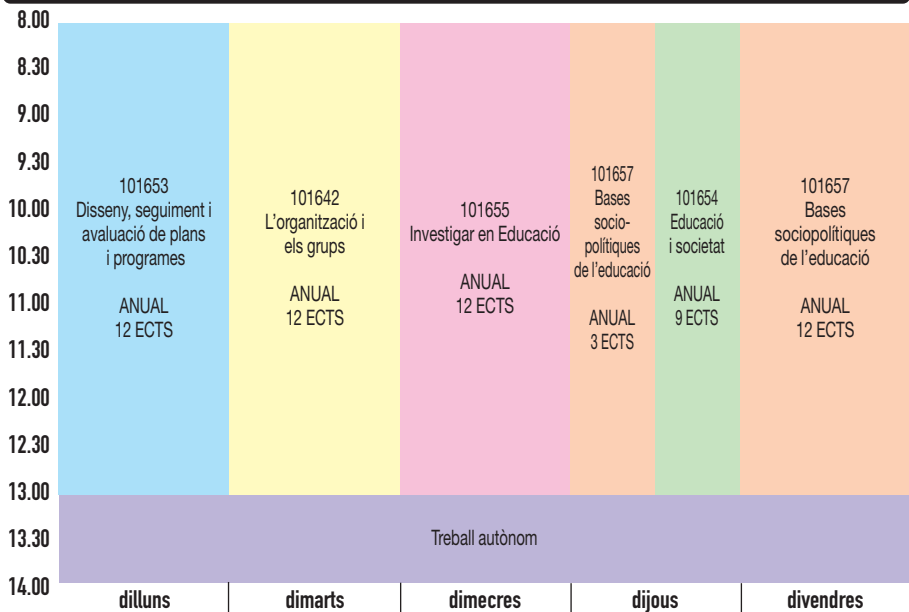 8.00
8.30
9.00
9.30
10.00
10.30
11.00
11.30
12.00
12.30
13.00
13.30
14.00
101653
Disseny, seguiment i
avaluació de plans
i programes
ANUAL
12 ECTS
101642
L’organització i
els grups
ANUAL
12 ECTS
101655
Investigar en Educació
ANUAL
12 ECTS
101657
Bases
socio-
polítiques
de l’educació
ANUAL
3 ECTS
101654
Educació
i societat
ANUAL
9 ECTS
101657
Bases
sociopolítiques
de l’educació
ANUAL
12 ECTS
Treball autònom
dilluns
dimarts
dimecres
dijous
divendres